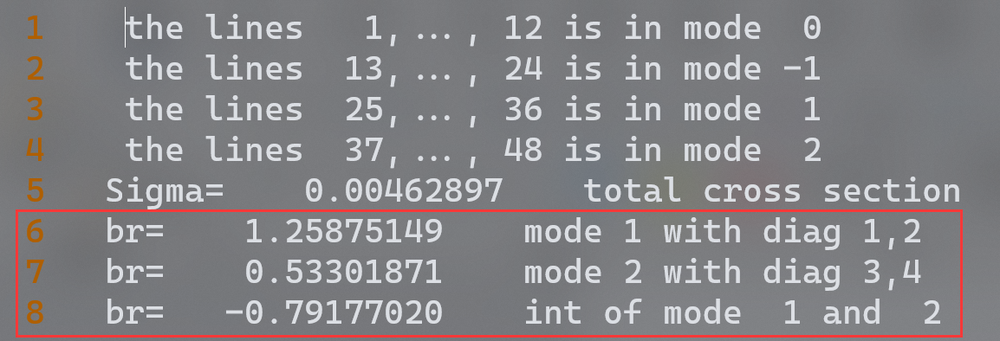 1 the lines 1,..., 12 is in mode 0
2 the lines 13,..., 24 is in mode -1
3 the lines 25,..., 36 is in mode 1
4 the lines 37,..., 48 is in mode 2
5 Sigma= 0.00462897 total cross section
6 br= 1.25875149 mode 1 with diag 1,2
7 br= 0.53301871 mode 2 with diag 3,4
8 br= -0.79177020 int of mode 1 and 2